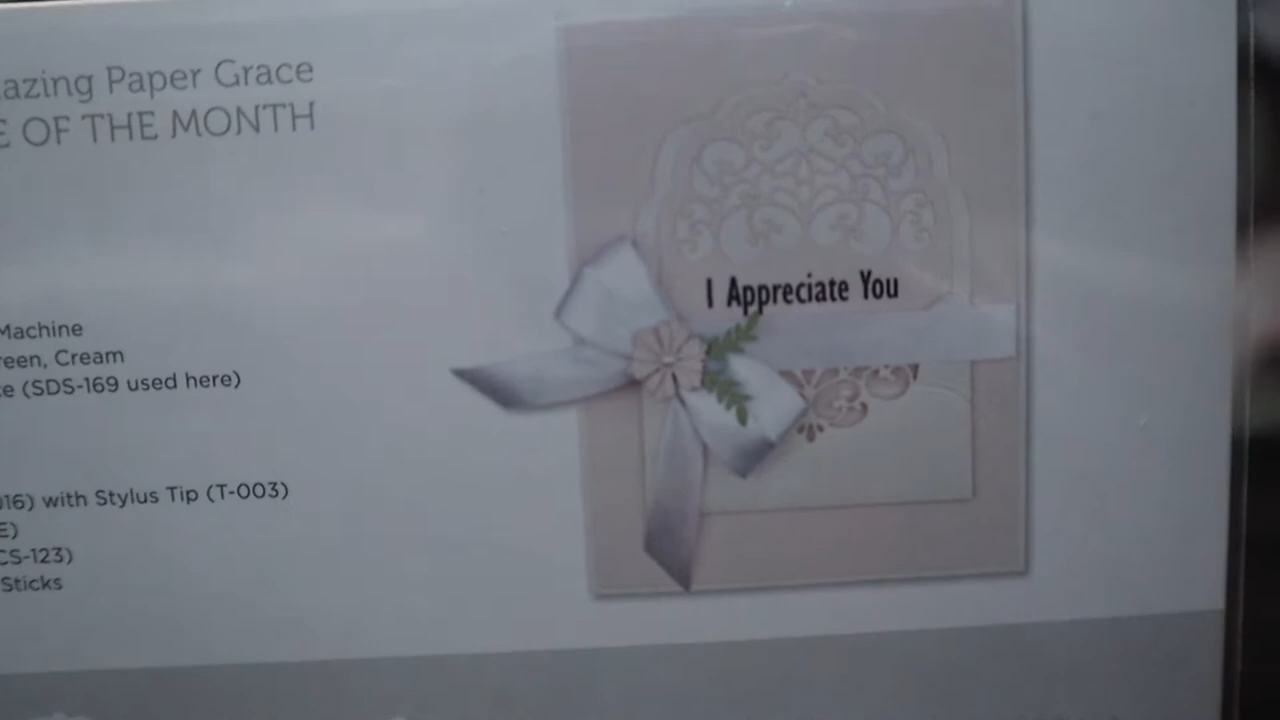 azing Paper Grace
E OF THE MONTH
I Appreciate You
Machine
reen, Cream
e (SDS-169 used here)
16) with Stylus Tip (T-003)
E)
CS-123)
Sticks